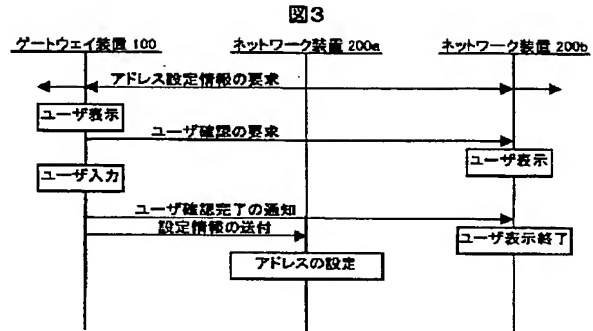 図3
ゲートウェイ装置 100
ネットワーク装置 200a
ネットワーク装置 200b
アドレス設定情報の要求
ユーザ表示
ユーザ確認の要求
ユーザ表示
ユーザ入力
ユーザ確認完了の通知
設定情報の送付
ユーザ表示終了
アドレスの設定